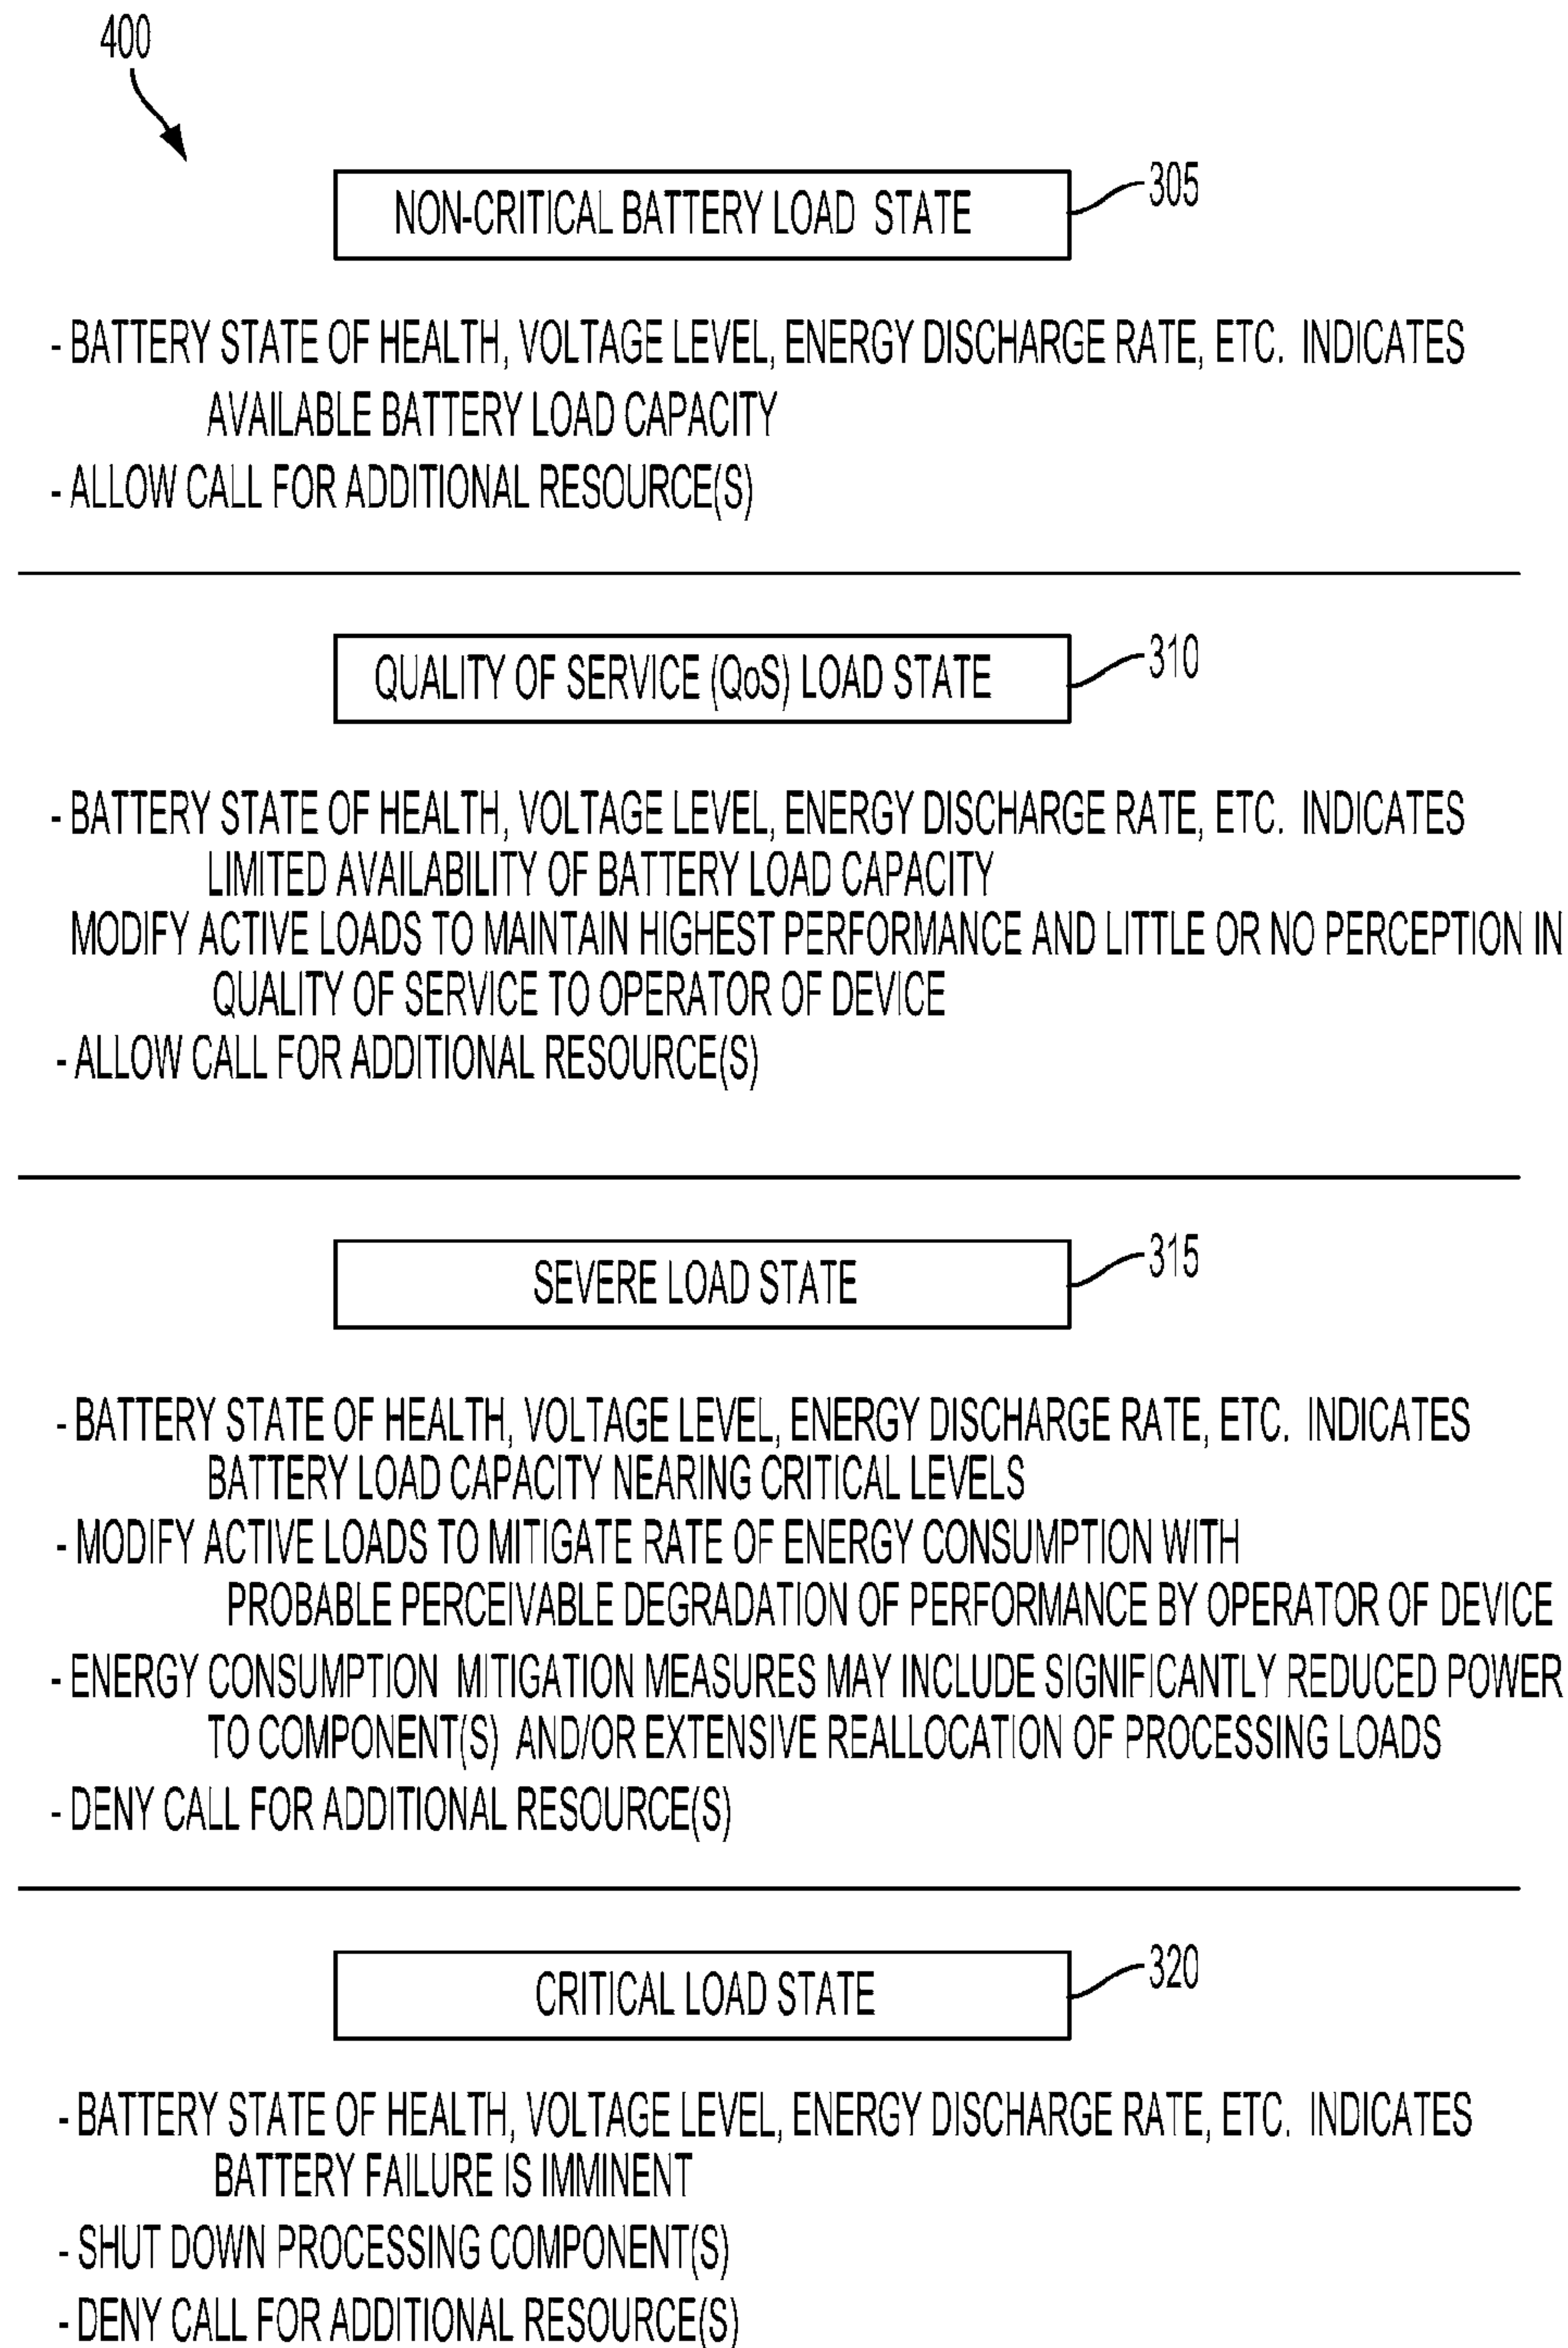 400
NON-CRITICAL BATTERY LOAD STATE
305
- BATTERY STATE OF HEALTH, VOLTAGE LEVEL, ENERGY DISCHARGE RATE, ETC. INDICATES
AVAILABLE BATTERY LOAD CAPACITY
- ALLOW CALL FOR ADDITIONAL RESOURCE(S)
QUALITY OF SERVICE (QoS) LOAD STATE
310
- BATTERY STATE OF HEALTH, VOLTAGE LEVEL, ENERGY DISCHARGE RATE, ETC. INDICATES
LIMITED AVAILABILITY OF BATTERY LOAD CAPACITY
MODIFY ACTIVE LOADS TO MAINTAIN HIGHEST PERFORMANCE AND LITTLE OR NO PERCEPTION IN
QUALITY OF SERVICE TO OPERATOR OF DEVICE
- ALLOW CALL FOR ADDITIONAL RESOURCE(S)
SEVERE LOAD STATE
315
- BATTERY STATE OF HEALTH, VOLTAGE LEVEL, ENERGY DISCHARGE RATE, ETC. INDICATES
BATTERY LOAD CAPACITY NEARING CRITICAL LEVELS
- MODIFY ACTIVE LOADS TO MITIGATE RATE OF ENERGY CONSUMPTION WITH
PROBABLE PERCEIVABLE DEGRADATION OF PERFORMANCE BY OPERATOR OF DEVICE
- ENERGY CONSUMPTION MITIGATION MEASURES MAY INCLUDE SIGNIFICANTLY REDUCED POWER
TO COMPONENT(S) AND/OR EXTENSIVE REALLOCATION OF PROCESSING LOADS
- DENY CALL FOR ADDITIONAL RESOURCE(S)
CRITICAL LOAD STATE
320
- BATTERY STATE OF HEALTH, VOLTAGE LEVEL, ENERGY DISCHARGE RATE, ETC. INDICATES
BATTERY FAILURE IS IMMINENT
- SHUT DOWN PROCESSING COMPONENT(S)
- DENY CALL FOR ADDITIONAL RESOURCE(S)